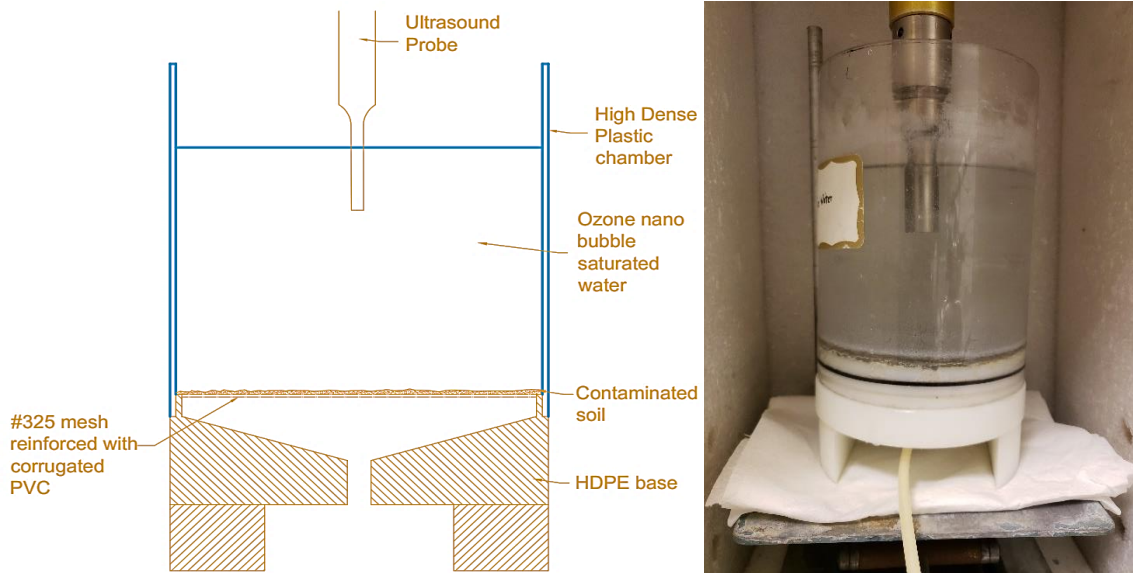 Ultrasound
Probe
High Dense
Plastic
chamber
Ozone nano
bubble
saturated
water
Contaminated
soil
#325 mesh
reinforced with
corrugated
PVC
HDPE base